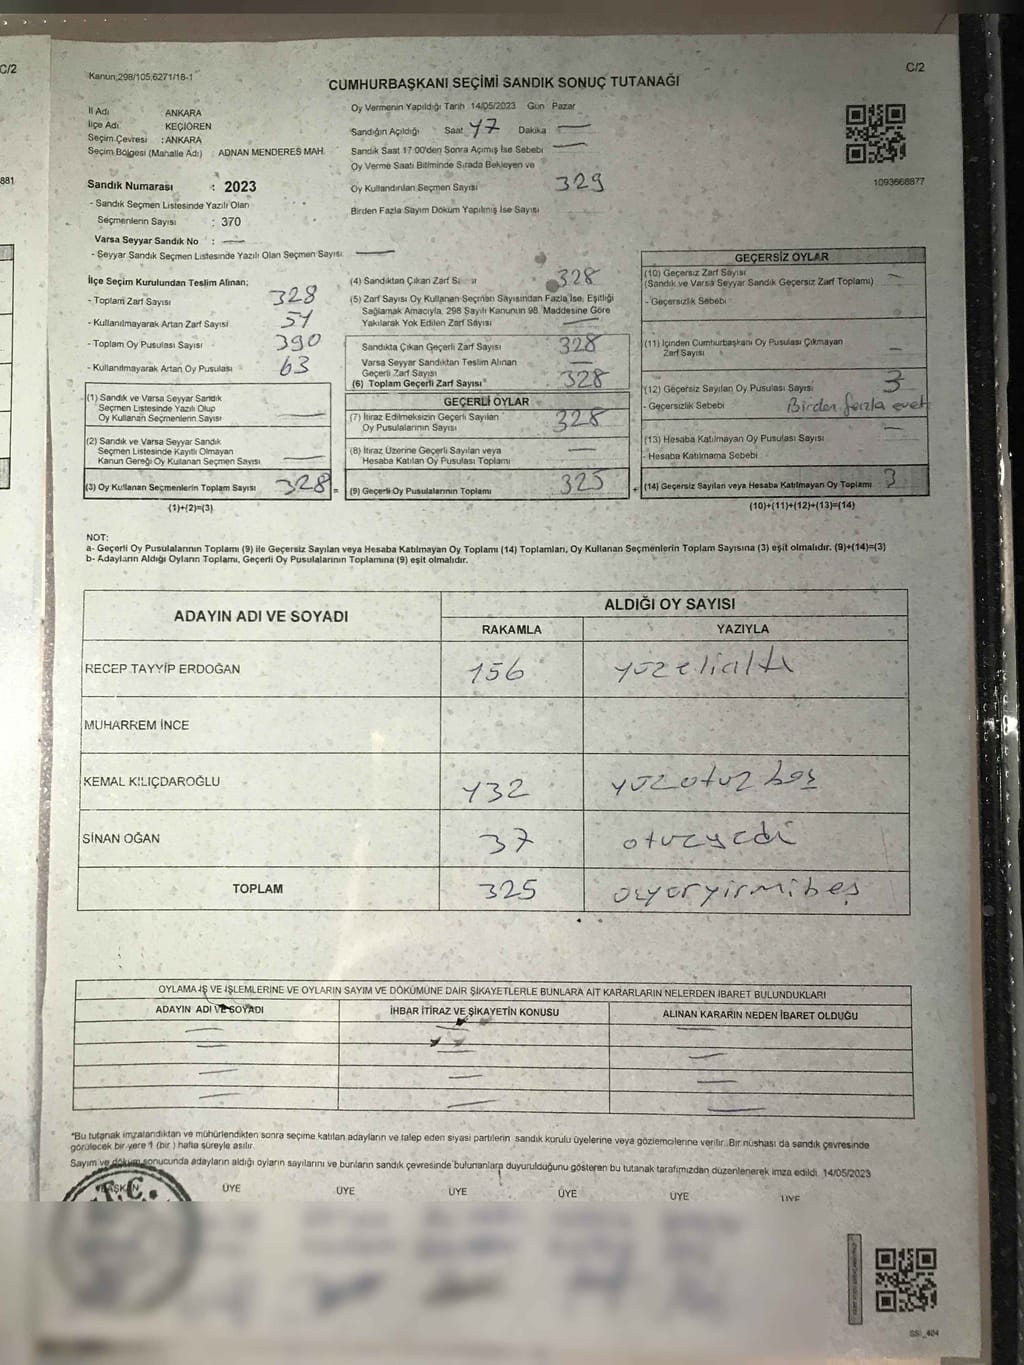 C/2
C/2
Kanun:298/105,6271/18-1
CUMHURBAŞKANI SEÇİMİ SANDIK SONUÇ TUTANAĞI
İl Adı : ANKARA
İlçe Adı : KEÇİÖREN
Seçim Çevresi : ANKARA
Seçim Bölgesi (Mahalle Adı) ADNAN MENDERES MAH.
Oy Vermenin Yapıldığı Tarih 14/05/2023 Gün Pazar
Sandığın Açıldığı Saat 17 Dakika —
Sandık Saat 17:00'den Sonra Açımış İse Sebebi —
Oy Verme Saati Bitiminde Sırada Bekleyen ve
Oy Kullandırılan Seçmen Sayısı 329
Birden Fazla Sayım Döküm Yapılmış İse Sayısı
1093668877
881
Sandık Numarası : 2023
- Sandık Seçmen Listesinde Yazılı Olan
Seçmenlerin Sayısı : 370
Varsa Seyyar Sandık No : —
- Seyyar Sandık Seçmen Listesinde Yazılı Olan Seçmen Sayısı: —
İlçe Seçim Kurulundan Teslim Alınan;
- Toplam Zarf Sayısı 328
- Kullanılmayarak Artan Zarf Sayısı 51
- Toplam Oy Pusulası Sayısı 390
- Kullanılmayarak Artan Oy Pusulası 63
(1) Sandık ve Varsa Seyyar Sandık
Seçmen Listesinde Yazılı Olup
Oy Kullanan Seçmenlerin Sayısı —
(2) Sandık ve Varsa Seyyar Sandık
Seçmen Listesinde Kayıtlı Olmayan
Kanun Gereği Oy Kullanan Seçmen Sayısı —
(3) Oy Kullanan Seçmenlerin Toplam Sayısı 328 =
(1)+(2)=(3)
(4) Sandıktan Çıkan Zarf 328
(5) Zarf Sayısı Oy Kullanan Seçmen Sayısından Fazla İse, Eşitliği
Sağlamak Amacıyla, 298 Sayılı Kanunun 98. Maddesine Göre
Yakılarak Yok Edilen Zarf Sayısı —
Sandıkta Çıkan Geçerli Zarf Sayısı 328
Varsa Seyyar Sandıktan Teslim Alınan
Geçerli Zarf Sayısı —
(6) Toplam Geçerli Zarf Sayısı 328
GEÇERLİ OYLAR
(7) İtiraz Edilmeksizin Geçerli Sayılan
Oy Pusulalarının Sayısı 328
(8) İtiraz Üzerine Geçerli Sayılan veya
Hesaba Katılan Oy Pusulası Toplamı —
(9) Geçerli Oy Pusulalarının Toplamı 325 +
GEÇERSİZ OYLAR
(10) Geçersiz Zarf Sayısı —
(Sandık ve Varsa Seyyar Sandık Geçersiz Zarf Toplamı)
- Geçersizlik Sebebi
(11) İçinden Cumhurbaşkanı Oy Pusulası Çıkmayan
Zarf Sayısı —
(12) Geçersiz Sayılan Oy Pusulası Sayısı 3
- Geçersizlik Sebebi Birden fazla evet
(13) Hesaba Katılmayan Oy Pusulası Sayısı —
- Hesaba Katılmama Sebebi
(14) Geçersiz Sayılan veya Hesaba Katılmayan Oy Toplamı 3
(10)+(11)+(12)+(13)=(14)
NOT:
a- Geçerli Oy Pusulalarının Toplamı (9) ile Geçersiz Sayılan veya Hesaba Katılmayan Oy Toplamı (14) Toplamları, Oy Kullanan Seçmenlerin Toplam Sayısına (3) eşit olmalıdır. (9)+(14)=(3)
b- Adayların Aldığı Oyların Toplamı, Geçerli Oy Pusulalarının Toplamına (9) eşit olmalıdır.
ADAYIN ADI VE SOYADI
ALDIĞI OY SAYISI
RAKAMLA YAZIYLA
RECEP TAYYİP ERDOĞAN 156 yüzellialtı
MUHARREM İNCE
KEMAL KILIÇDAROĞLU 132 yüzotuz beş
SİNAN OĞAN 37 otuzyedi
TOPLAM 325
OYLAMA İŞ VE İŞLEMLERİNE VE OYLARIN SAYIM VE DÖKÜMÜNE DAİR ŞİKAYETLERLE BUNLARA AİT KARARLARIN NELERDEN İBARET BULUNDUKLARI
ADAYIN ADI VE SOYADI İHBAR İTİRAZ VE ŞİKAYETİN KONUSU ALINAN KARARIN NEDEN İBARET OLDUĞU
*Bu tutanak imzalandıktan ve mühürlendikten sonra seçime katılan adayların ve talep eden siyasi partilerin sandık kurulu üyelerine veya gözlemcilerine verilir. Bir nüshası da sandık çevresinde
görülecek bir yere 1 (bir ) hafta süreyle asılır.
Sayım ve döküm sonucunda adayların aldığı oyların sayılarını ve bunların sandık çevresinde bulunanlara duyurulduğunu gösteren bu tutanak tarafımızdan düzenlenerek imza edildi. 14/05/2023
BAŞKAN ÜYE ÜYE ÜYE ÜYE ÜYE ÜYE
T.C.